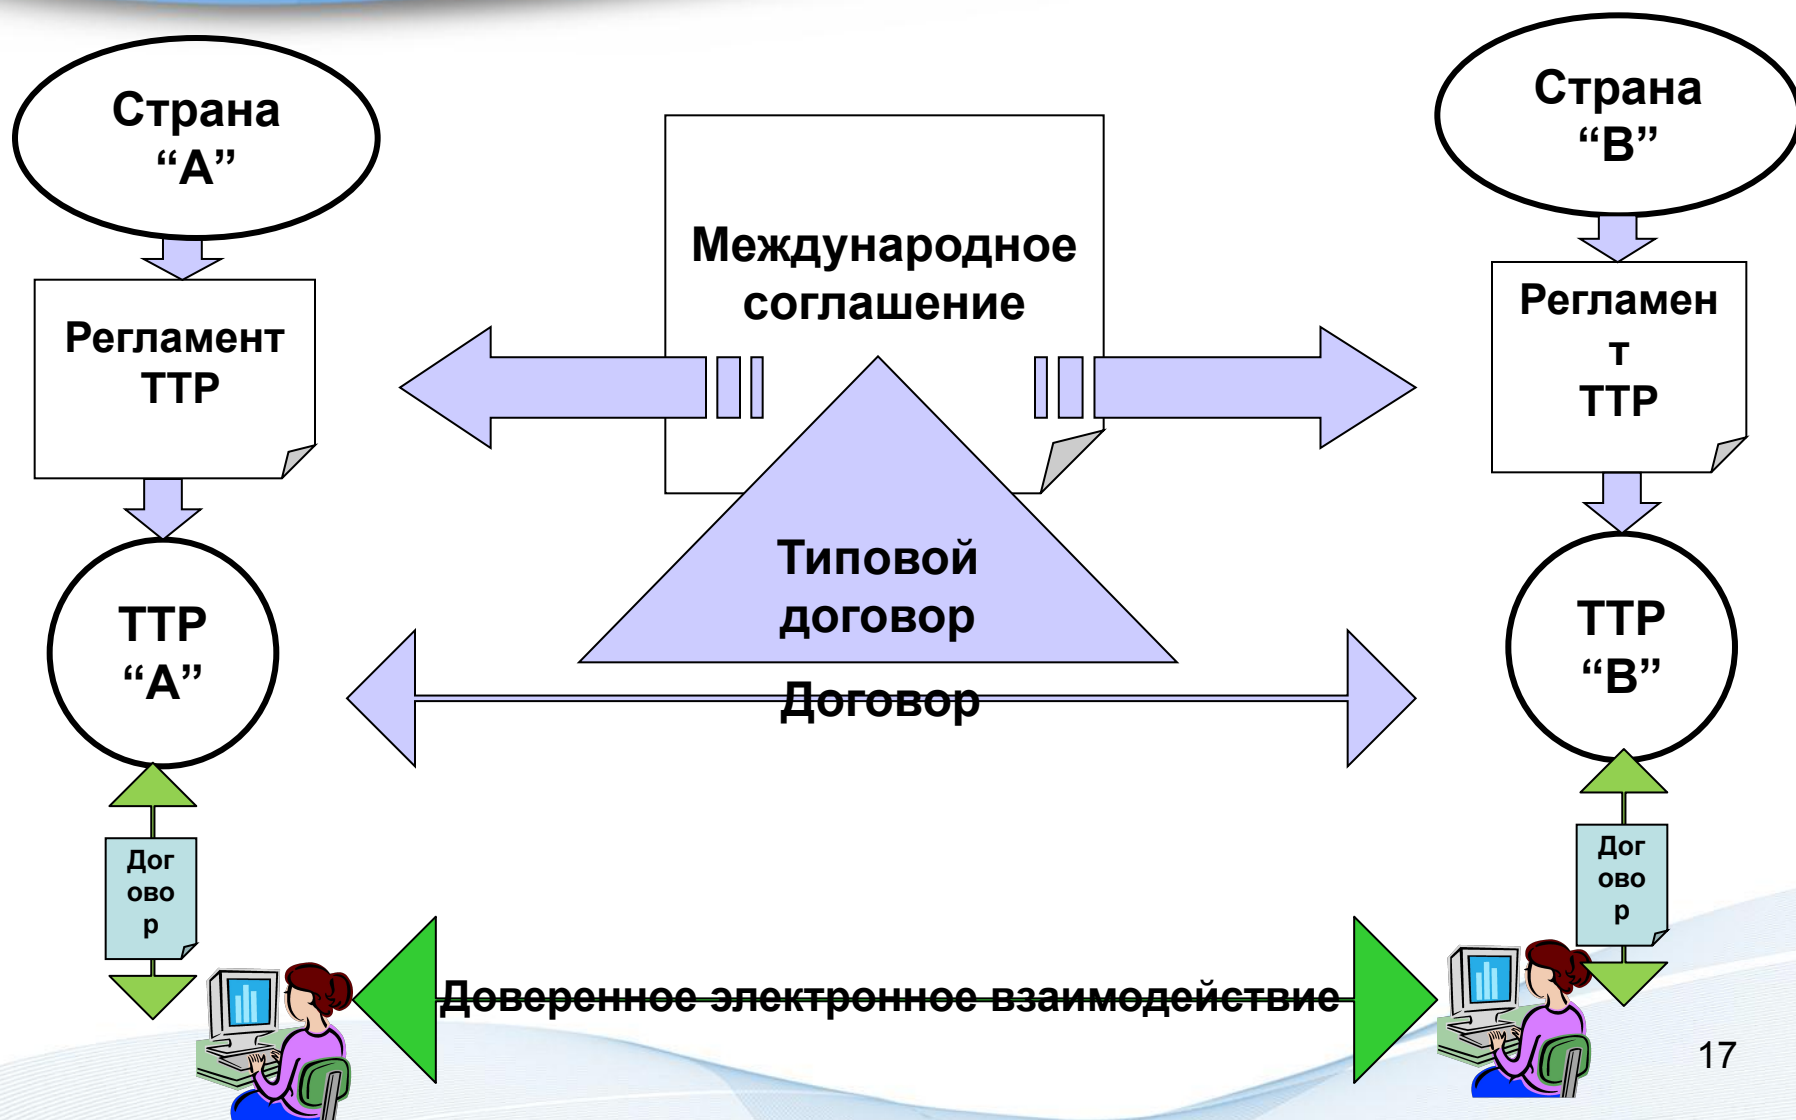 Страна
“А”
Регламент
ТТР
ТТР
“А”
Дог
ово
р
Международное
соглашение
Типовой
договор
Договор
Доверенное электронное взаимодействие
Страна
“В”
Регламен
т
ТТР
ТТР
“В”
Дог
ово
р
17